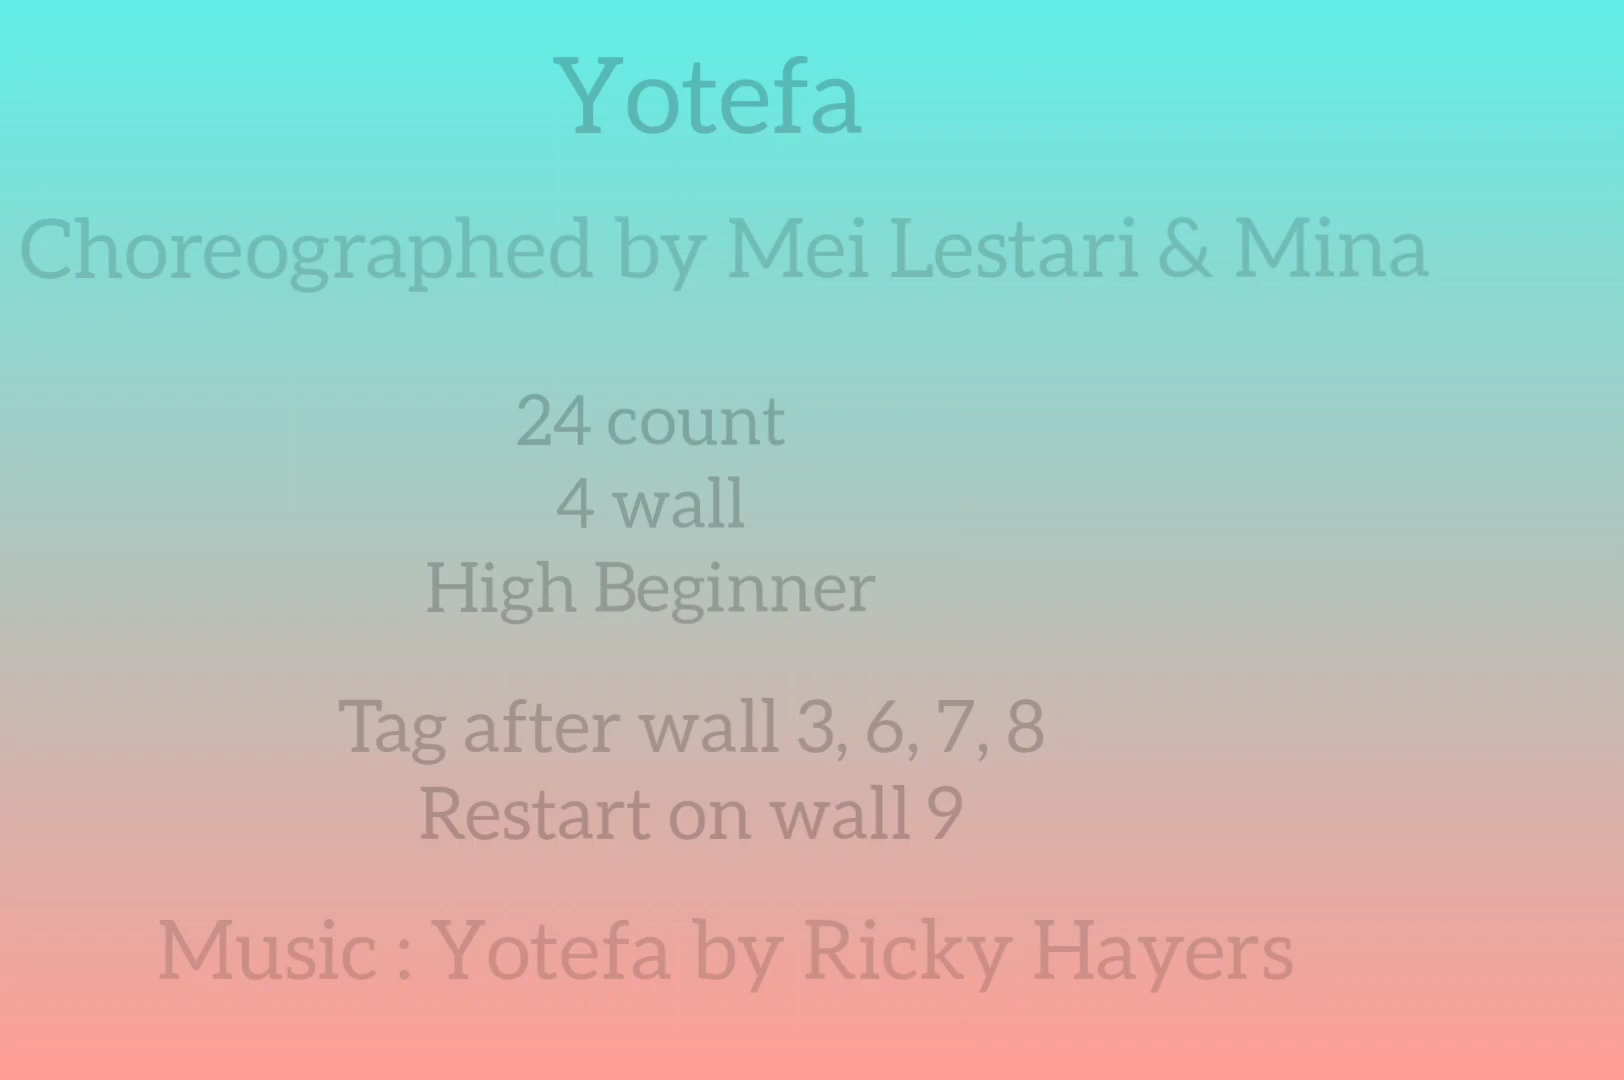 Yotefa
Choreographed by Mei Lestari & Mina
24 count
4 wall
High Beginner
Tag after wall 3, 6, 7, 8
Restart on wall 9
Music : Yotefa by Ricky Hayers